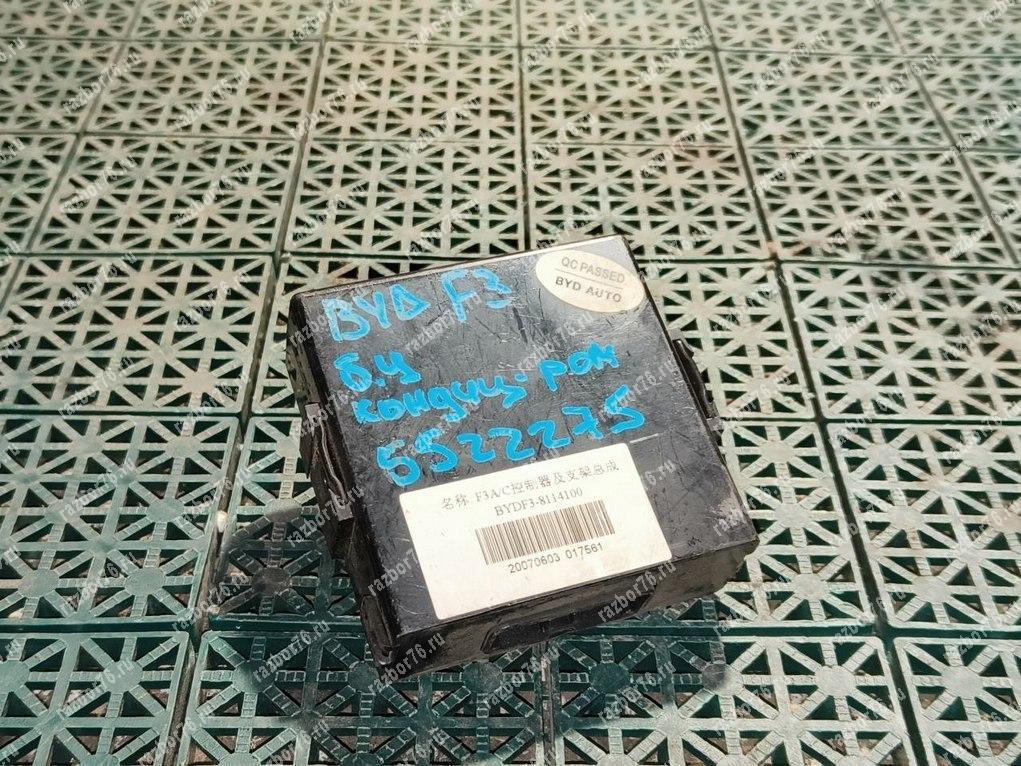 QC PASSED
BYD AUTO
BYD F3
б.у
кондиц-ром
5522275
名称 F3A/C控制器及支架总成
BYDF3-8114100
20070603 017561
razbor76.ru